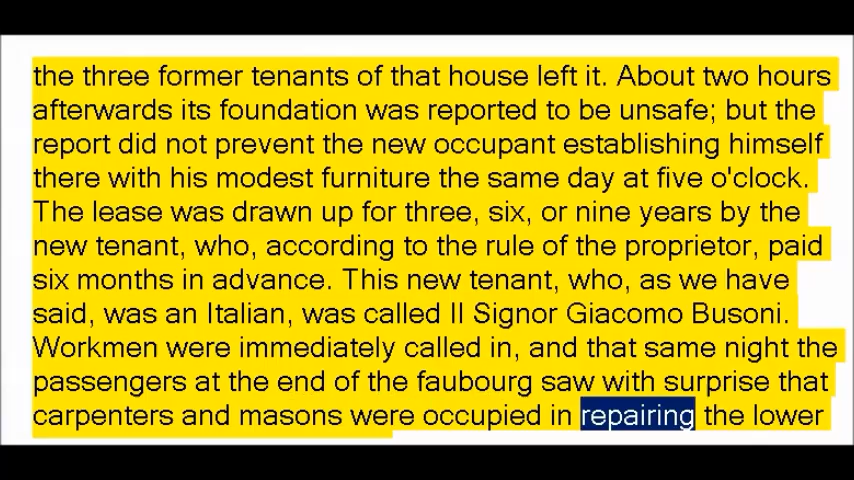 the three former tenants of that house left it. About two hours
afterwards its foundation was reported to be unsafe; but the
report did not prevent the new occupant establishing himself
there with his modest furniture the same day at five o'clock.
The lease was drawn up for three, six, or nine years by the
new tenant, who, according to the rule of the proprietor, paid
six months in advance. This new tenant, who, as we have
said, was an Italian, was called Il Signor Giacomo Busoni.
Workmen were immediately called in, and that same night the
passengers at the end of the faubourg saw with surprise that
carpenters and masons were occupied in repairing the lower